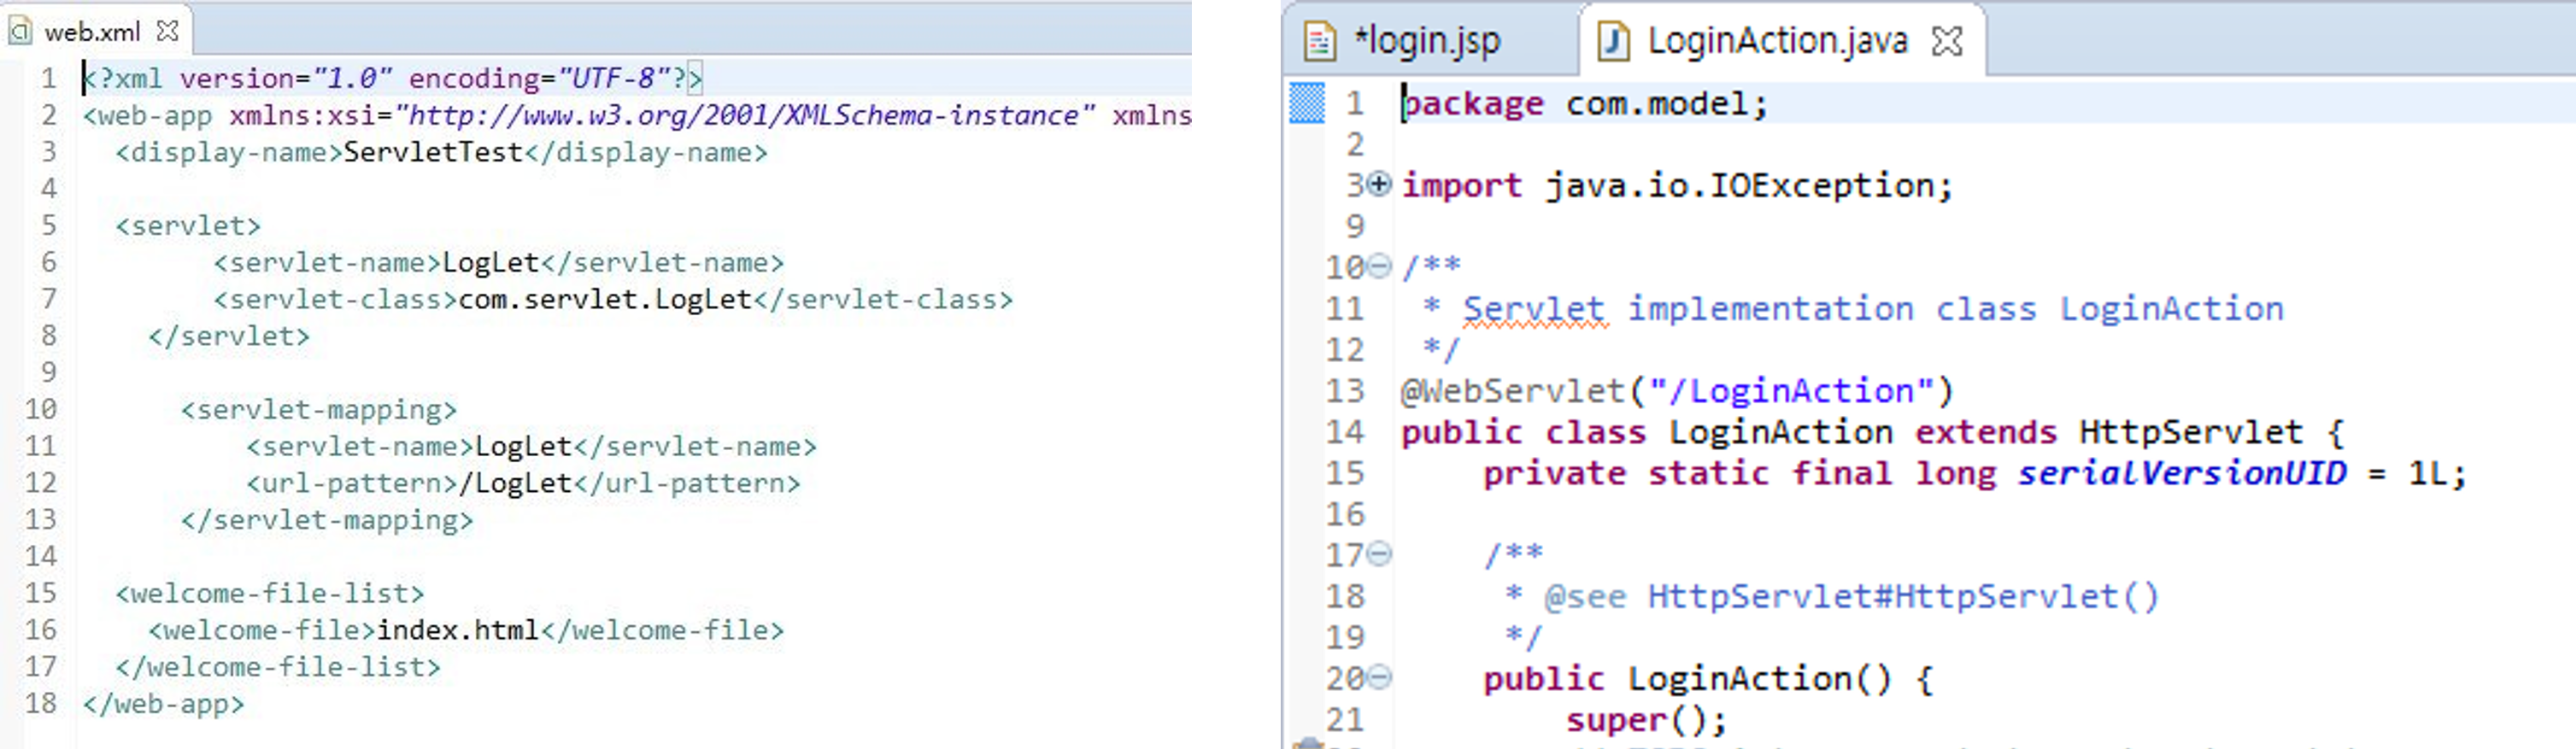 web.xml
1 <?xml version="1.0" encoding="UTF-8"?>
2 <web-app xmlns:xsi="http://www.w3.org/2001/XMLSchema-instance" xmlns
3 <display-name>ServletTest</display-name>
4
5 <servlet>
6 <servlet-name>LogLet</servlet-name>
7 <servlet-class>com.servlet.LogLet</servlet-class>
8 </servlet>
9
10 <servlet-mapping>
11 <servlet-name>LogLet</servlet-name>
12 <url-pattern>/LogLet</url-pattern>
13 </servlet-mapping>
14
15 <welcome-file-list>
16 <welcome-file>index.html</welcome-file>
17 </welcome-file-list>
18 </web-app>
*login.jsp LoginAction.java
1 package com.model;
2
3 import java.io.IOException;
9
10 /**
11 * Servlet implementation class LoginAction
12 */
13 @WebServlet("/LoginAction")
14 public class LoginAction extends HttpServlet {
15 private static final long serialVersionUID = 1L;
16
17 /**
18 * @see HttpServlet#HttpServlet()
19 */
20 public LoginAction() {
21 super();